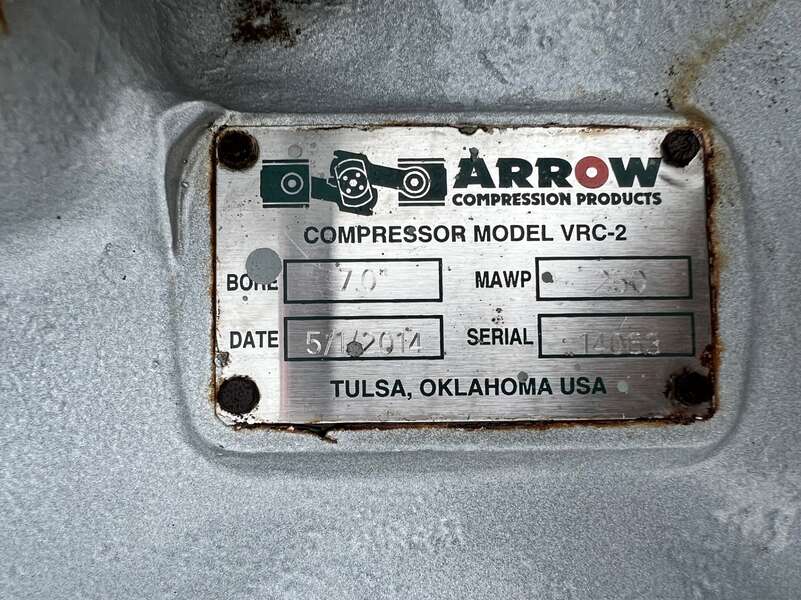 ARROW
COMPRESSION PRODUCTS
COMPRESSOR MODEL VRC-2
BORE 7.0" MAWP
DATE 5/1/2014 SERIAL
TULSA, OKLAHOMA USA